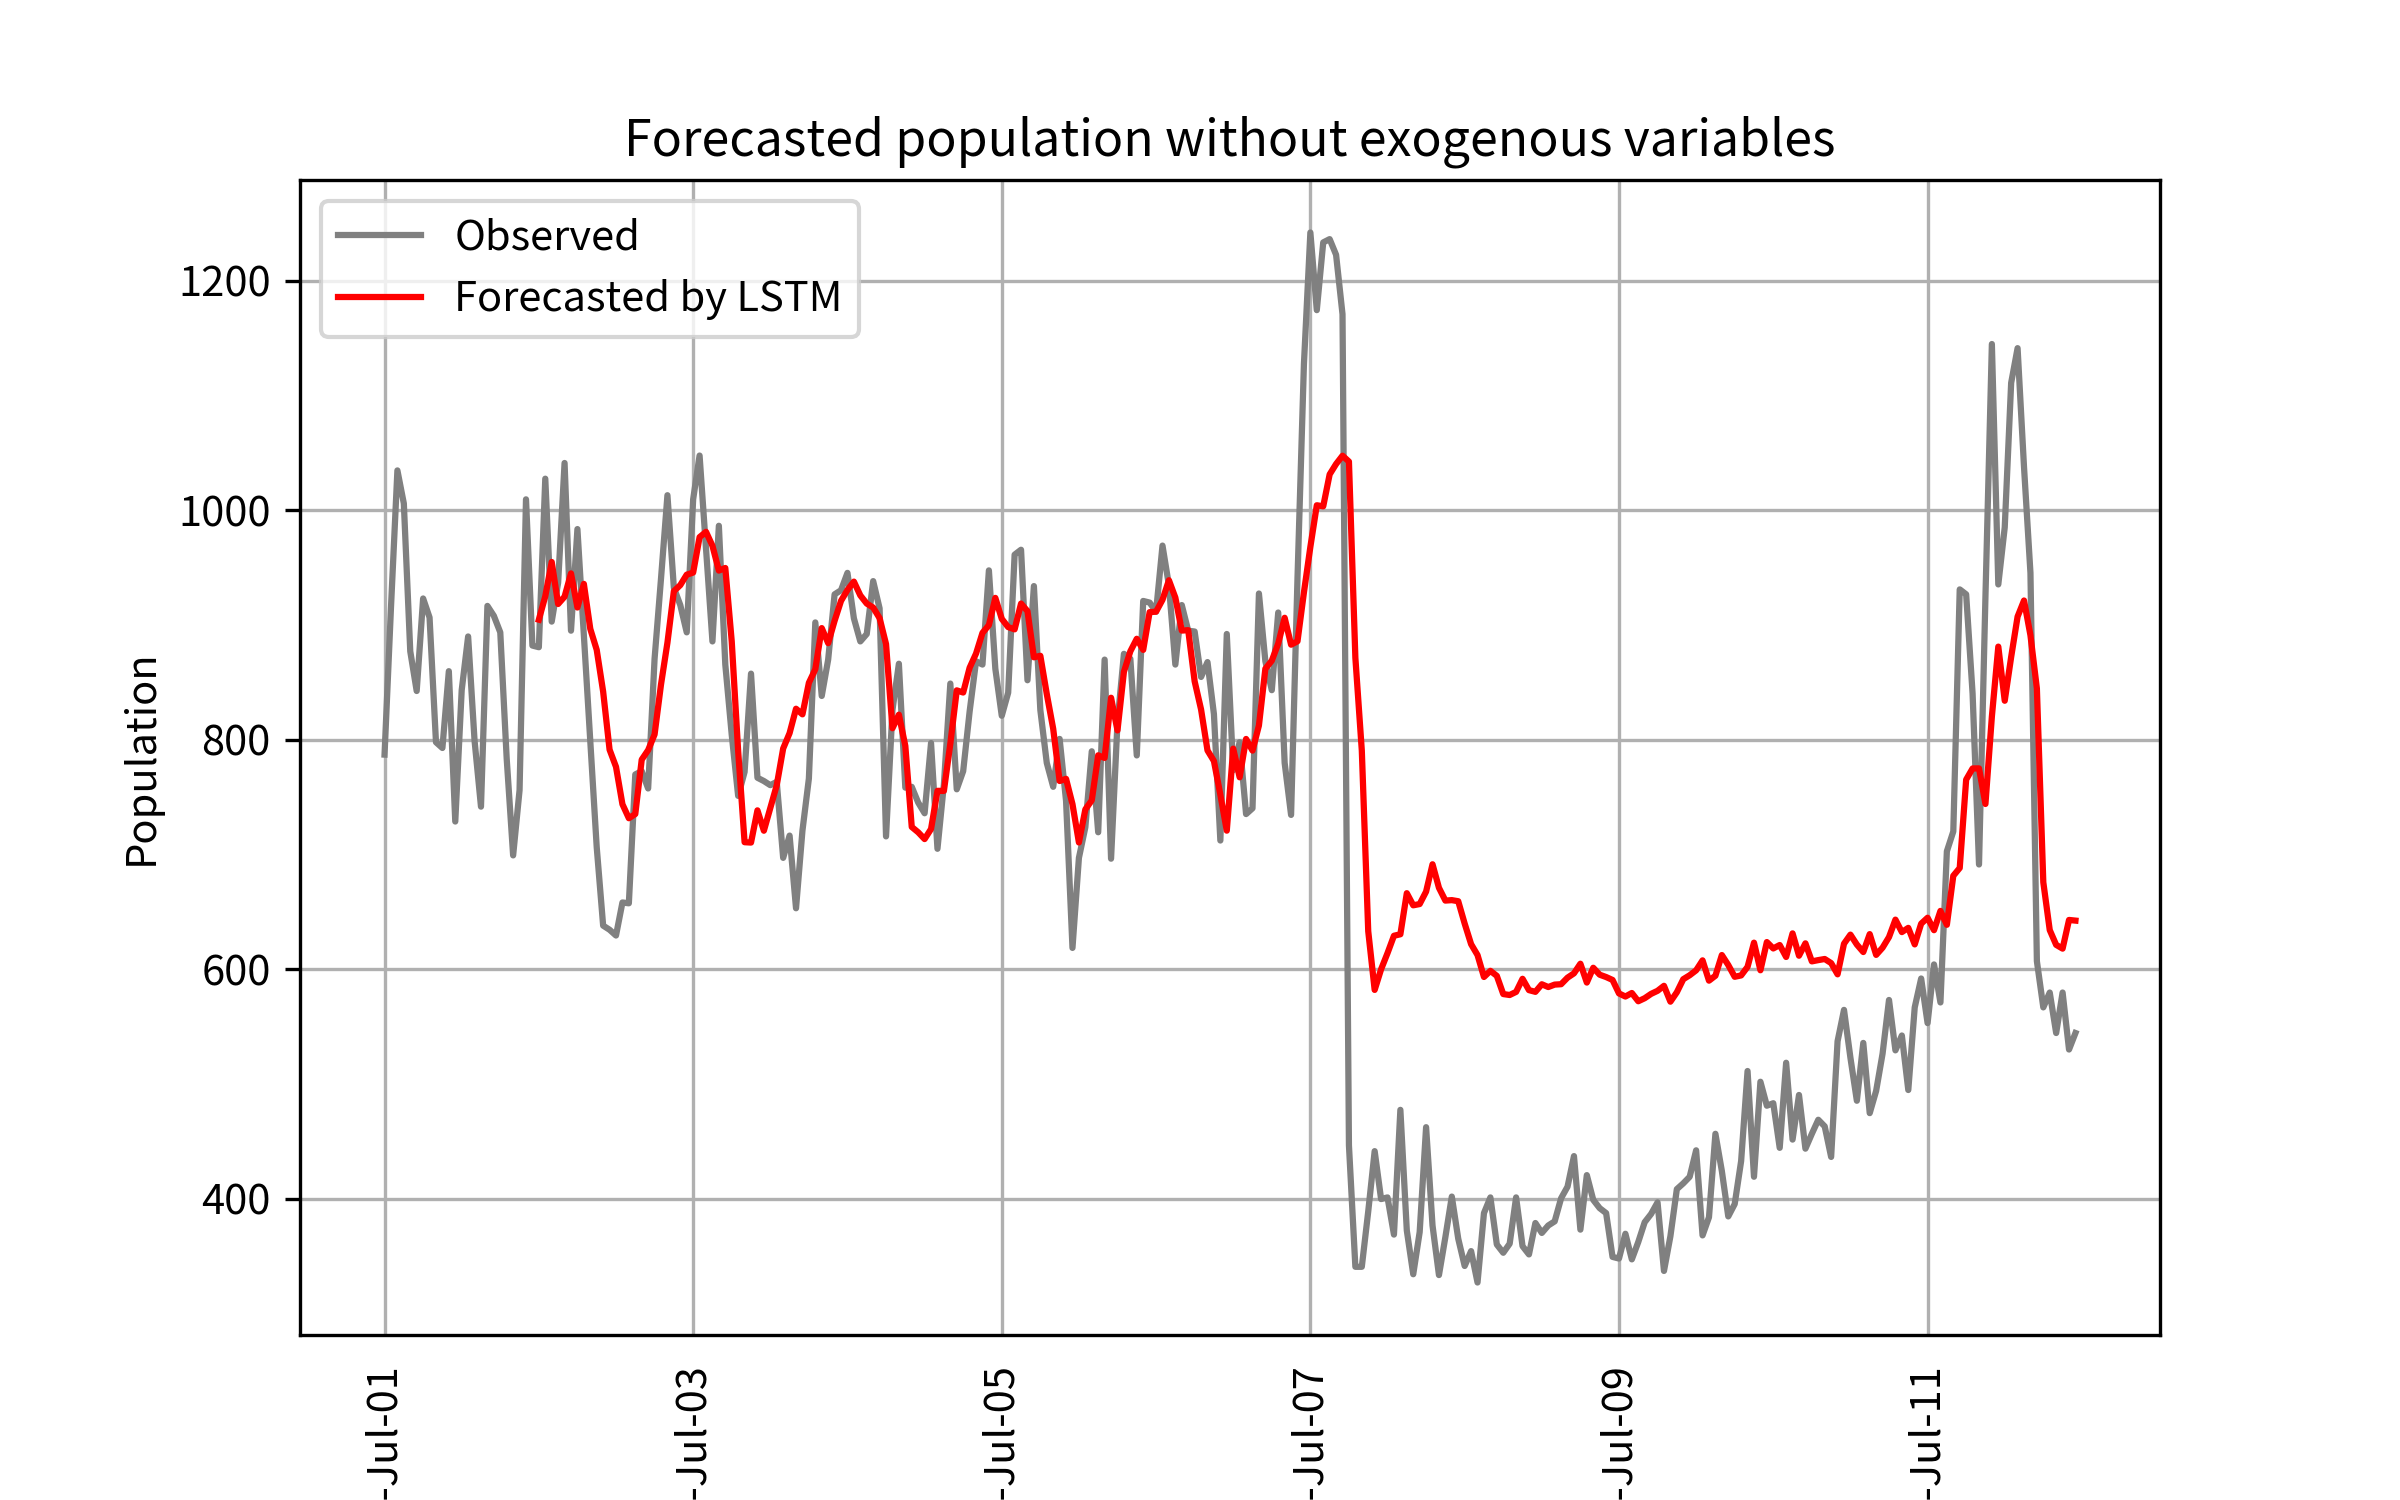 Forecasted population without exogenous variables
Observed
Forecasted by LSTM
1200
1000
800
600
400
Population
-Jul-01
-Jul-03
-Jul-05
-Jul-07
-Jul-09
-Jul-11